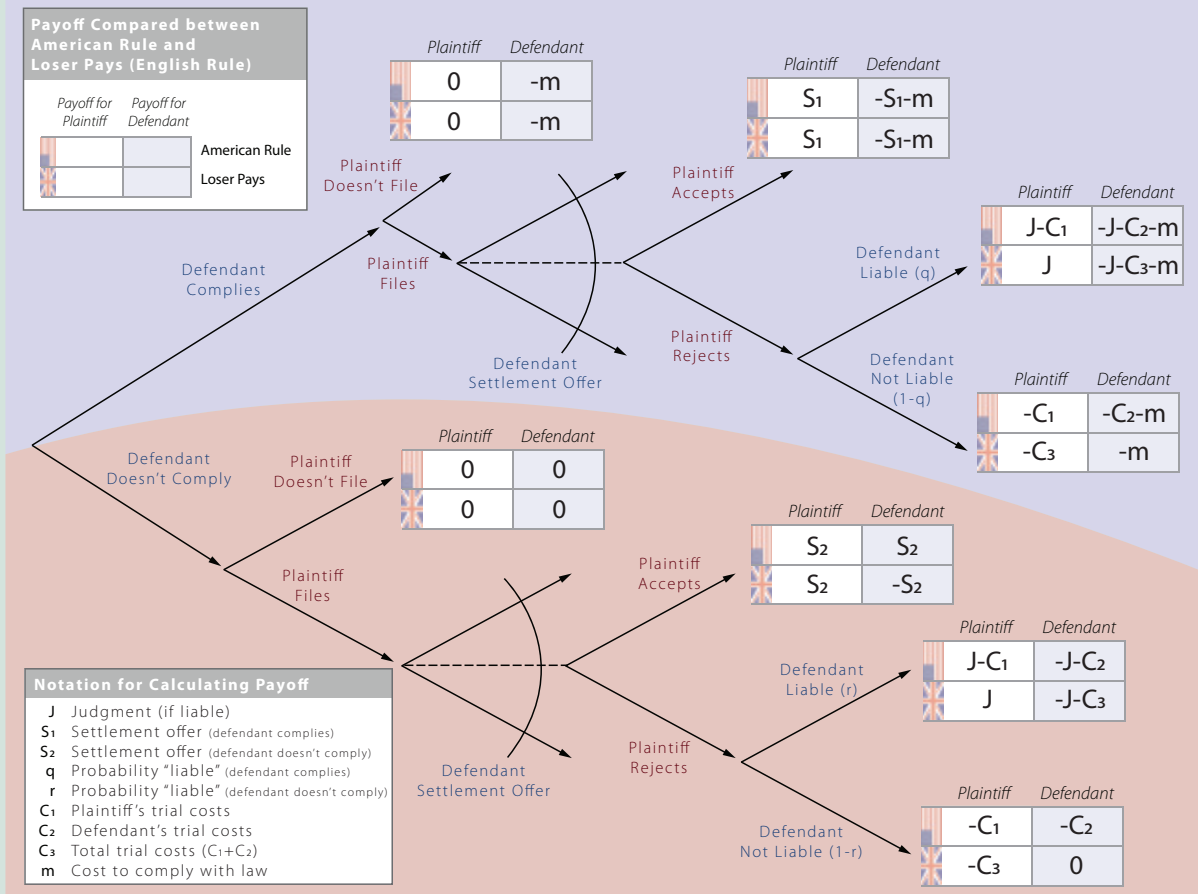 Payoff Compared between
American Rule and
Loser Pays (English Rule)
Payoff for Payoff for
Plaintiff Defendant
American Rule
Loser Pays
Plaintiff Defendant
0 -m
0 -m
Plaintiff Defendant
S₁ -S₁-m
S₁ -S₁-m
Plaintiff
Doesn't File
Plaintiff
Accepts
Plaintiff Defendant
J-C₁ -J-C₂-m
J -J-C₃-m
Defendant
Complies
Plaintiff
Files
Defendant
Liable (q)
Plaintiff
Rejects
Defendant
Settlement Offer
Defendant
Not Liable
(1-q)
Plaintiff Defendant
-C₁ -C₂-m
-C₃ -m
Defendant
Doesn't Comply
Plaintiff
Doesn't File
Plaintiff Defendant
0 0
0 0
Plaintiff Defendant
S₂ S₂
S₂ -S₂
Plaintiff
Files
Plaintiff
Accepts
Plaintiff Defendant
J-C₁ -J-C₂
J -J-C₃
Defendant
Liable (r)
Plaintiff
Rejects
Defendant
Settlement Offer
Defendant
Not Liable (1-r)
Plaintiff Defendant
-C₁ -C₂
-C₃ 0
Notation for Calculating Payoff
J Judgment (if liable)
S₁ Settlement offer (defendant complies)
S₂ Settlement offer (defendant doesn't comply)
q Probability "liable" (defendant complies)
r Probability "liable" (defendant doesn't comply)
C₁ Plaintiff's trial costs
C₂ Defendant's trial costs
C₃ Total trial costs (C₁+C₂)
m Cost to comply with law